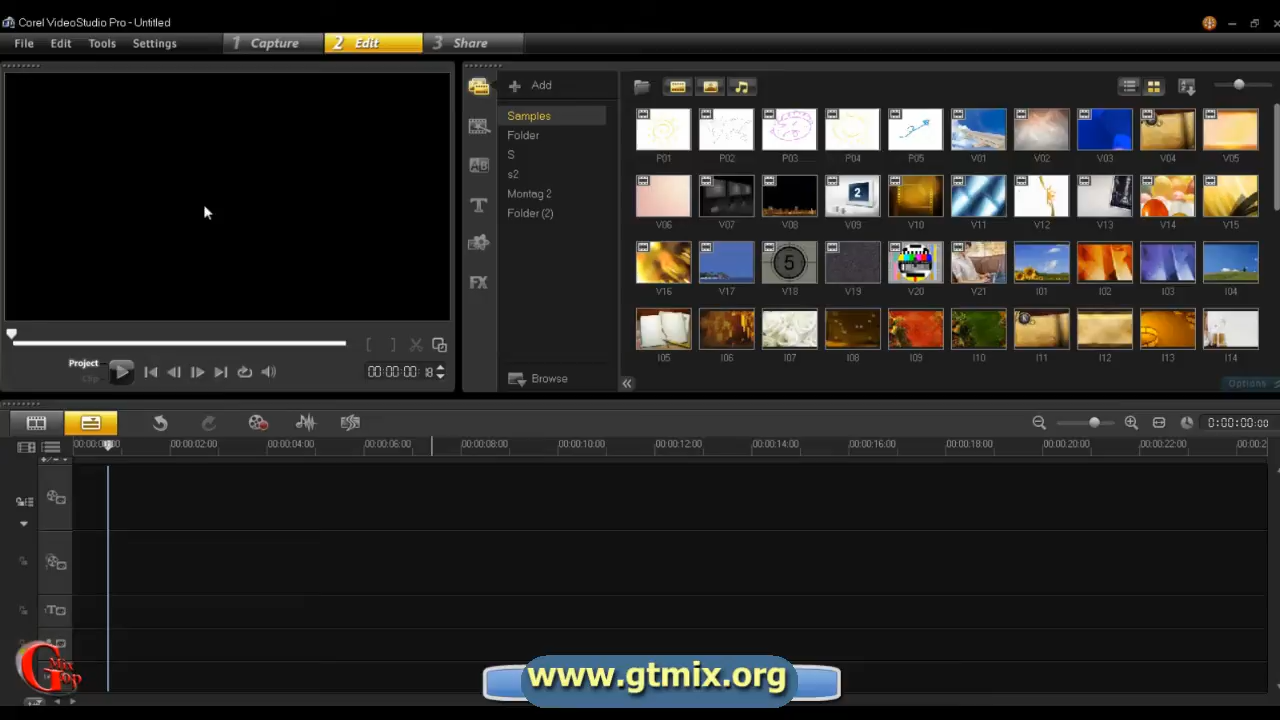 Corel VideoStudio Pro - Untitled
File Edit Tools Settings 1 Capture 2 Edit 3 Share
Add
Samples
Folder
S
s2
Montag 2
Folder (2)
Browse
P01 P02 P03 P04 P05 V01 V02 V03 V04 V05
V06 V07 V08 V09 V10 V11 V12 V13 V14 V15
V16 V17 V18 V19 V20 V21 I01 I02 I03 I04
I05 I06 I07 I08 I09 I10 I11 I12 I13 I14
2
5
Options
Project
Clip
00:00:00: 18
0:00:00:00
00:00:02:00 00:00:04:00 00:00:06:00 00:00:08:00 00:00:10:00 00:00:12:00 00:00:14:00 00:00:16:00 00:00:18:00 00:00:20:00 00:00:22:00
AB
T
FX
www.gtmix.org